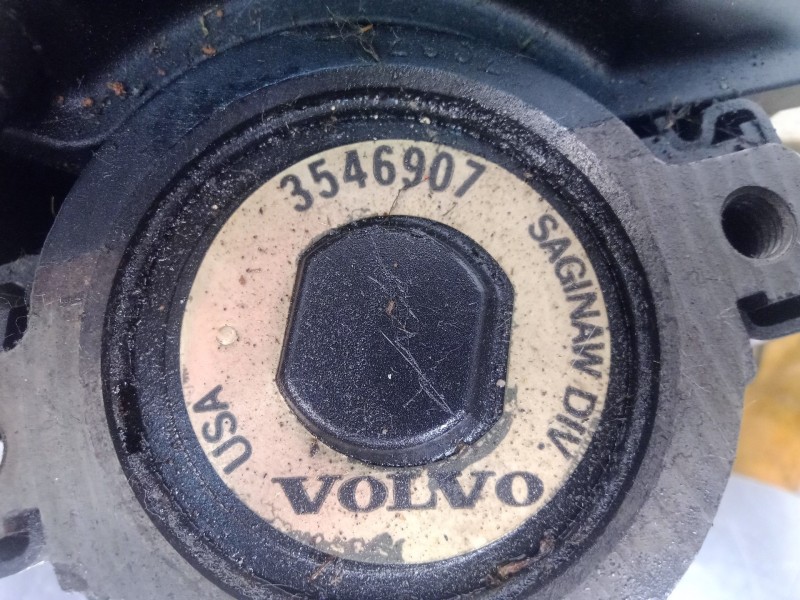 3546907
SAGINAW DIV.
VOLVO
USA